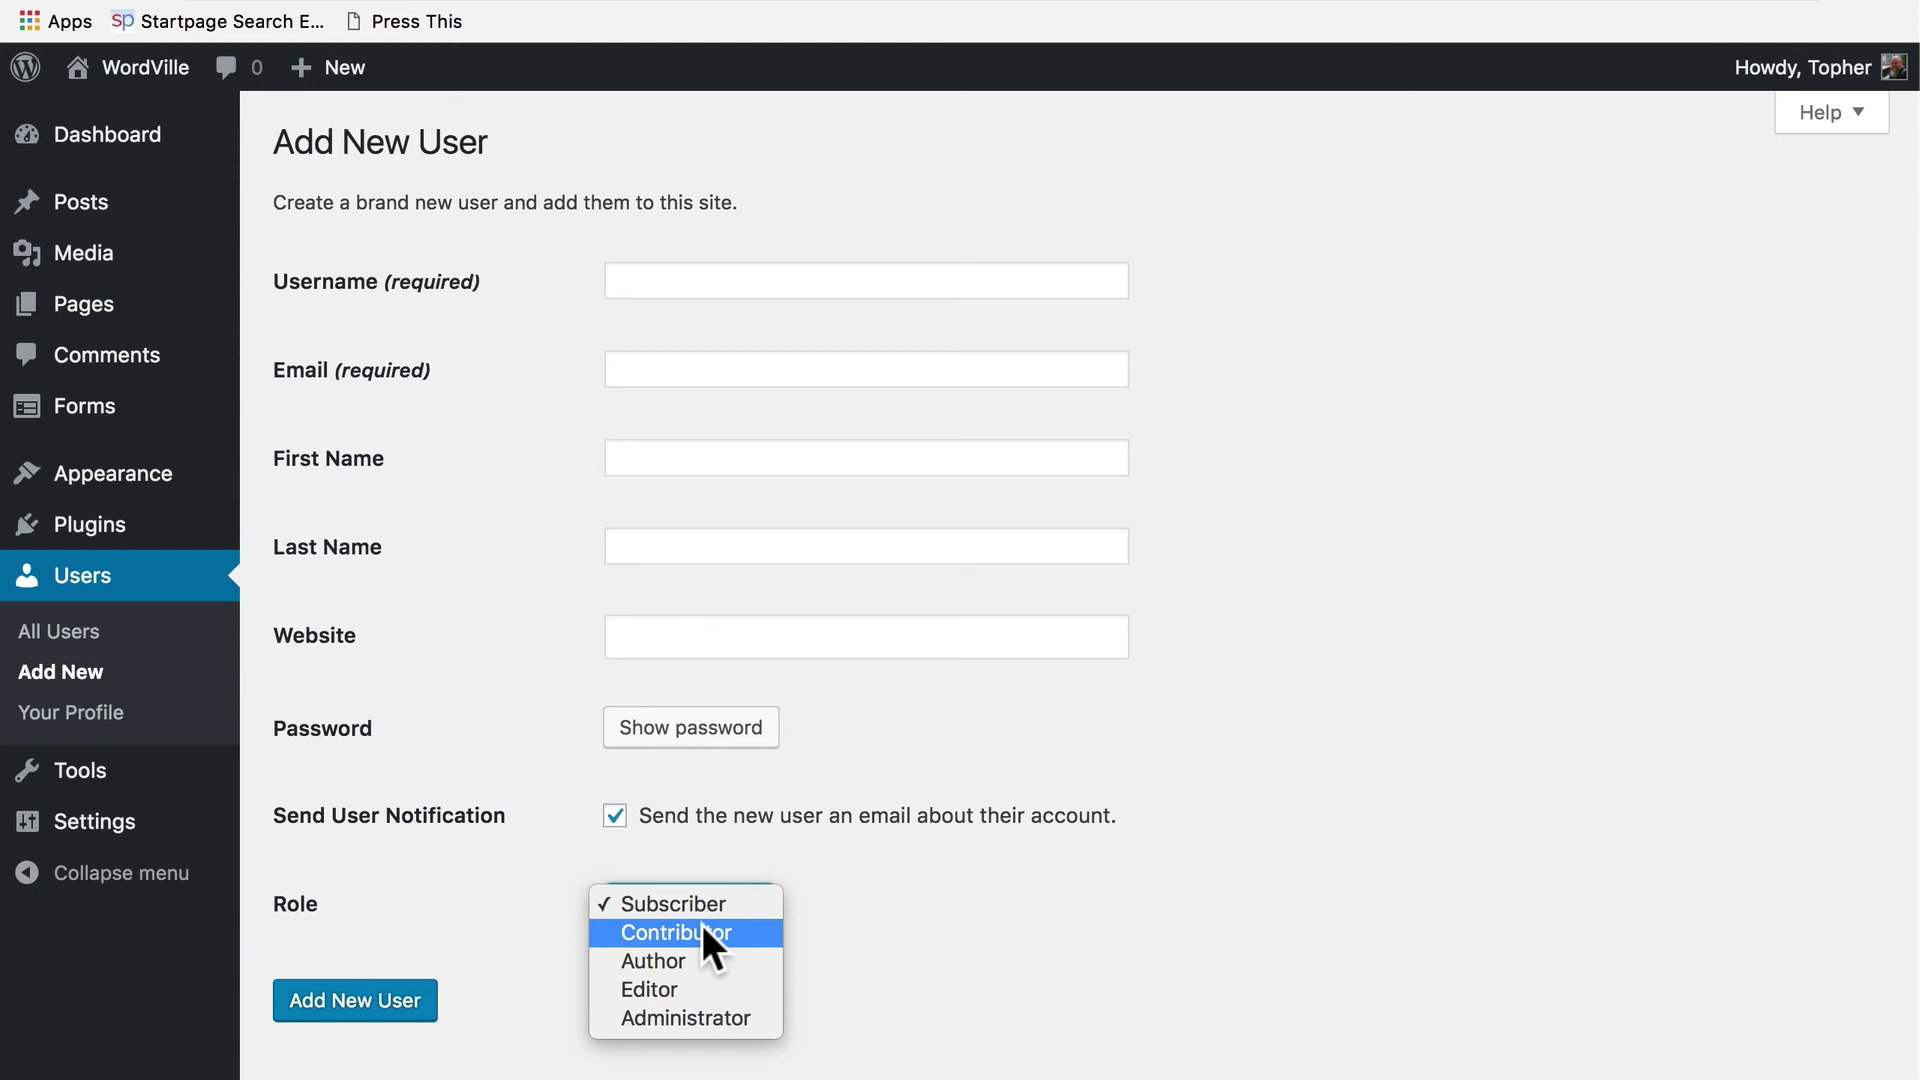 Apps
Startpage Search E...
Press This
WordVille
0
New
Howdy, Topher
Help
Dashboard
Posts
Media
Pages
Comments
Forms
Appearance
Plugins
Users
All Users
Add New
Your Profile
Tools
Settings
Collapse menu
Add New User
Create a brand new user and add them to this site.
Username (required)
Email (required)
First Name
Last Name
Website
Password
Show password
Send User Notification
Send the new user an email about their account.
Role
Subscriber
Contributor
Author
Editor
Administrator
Add New User